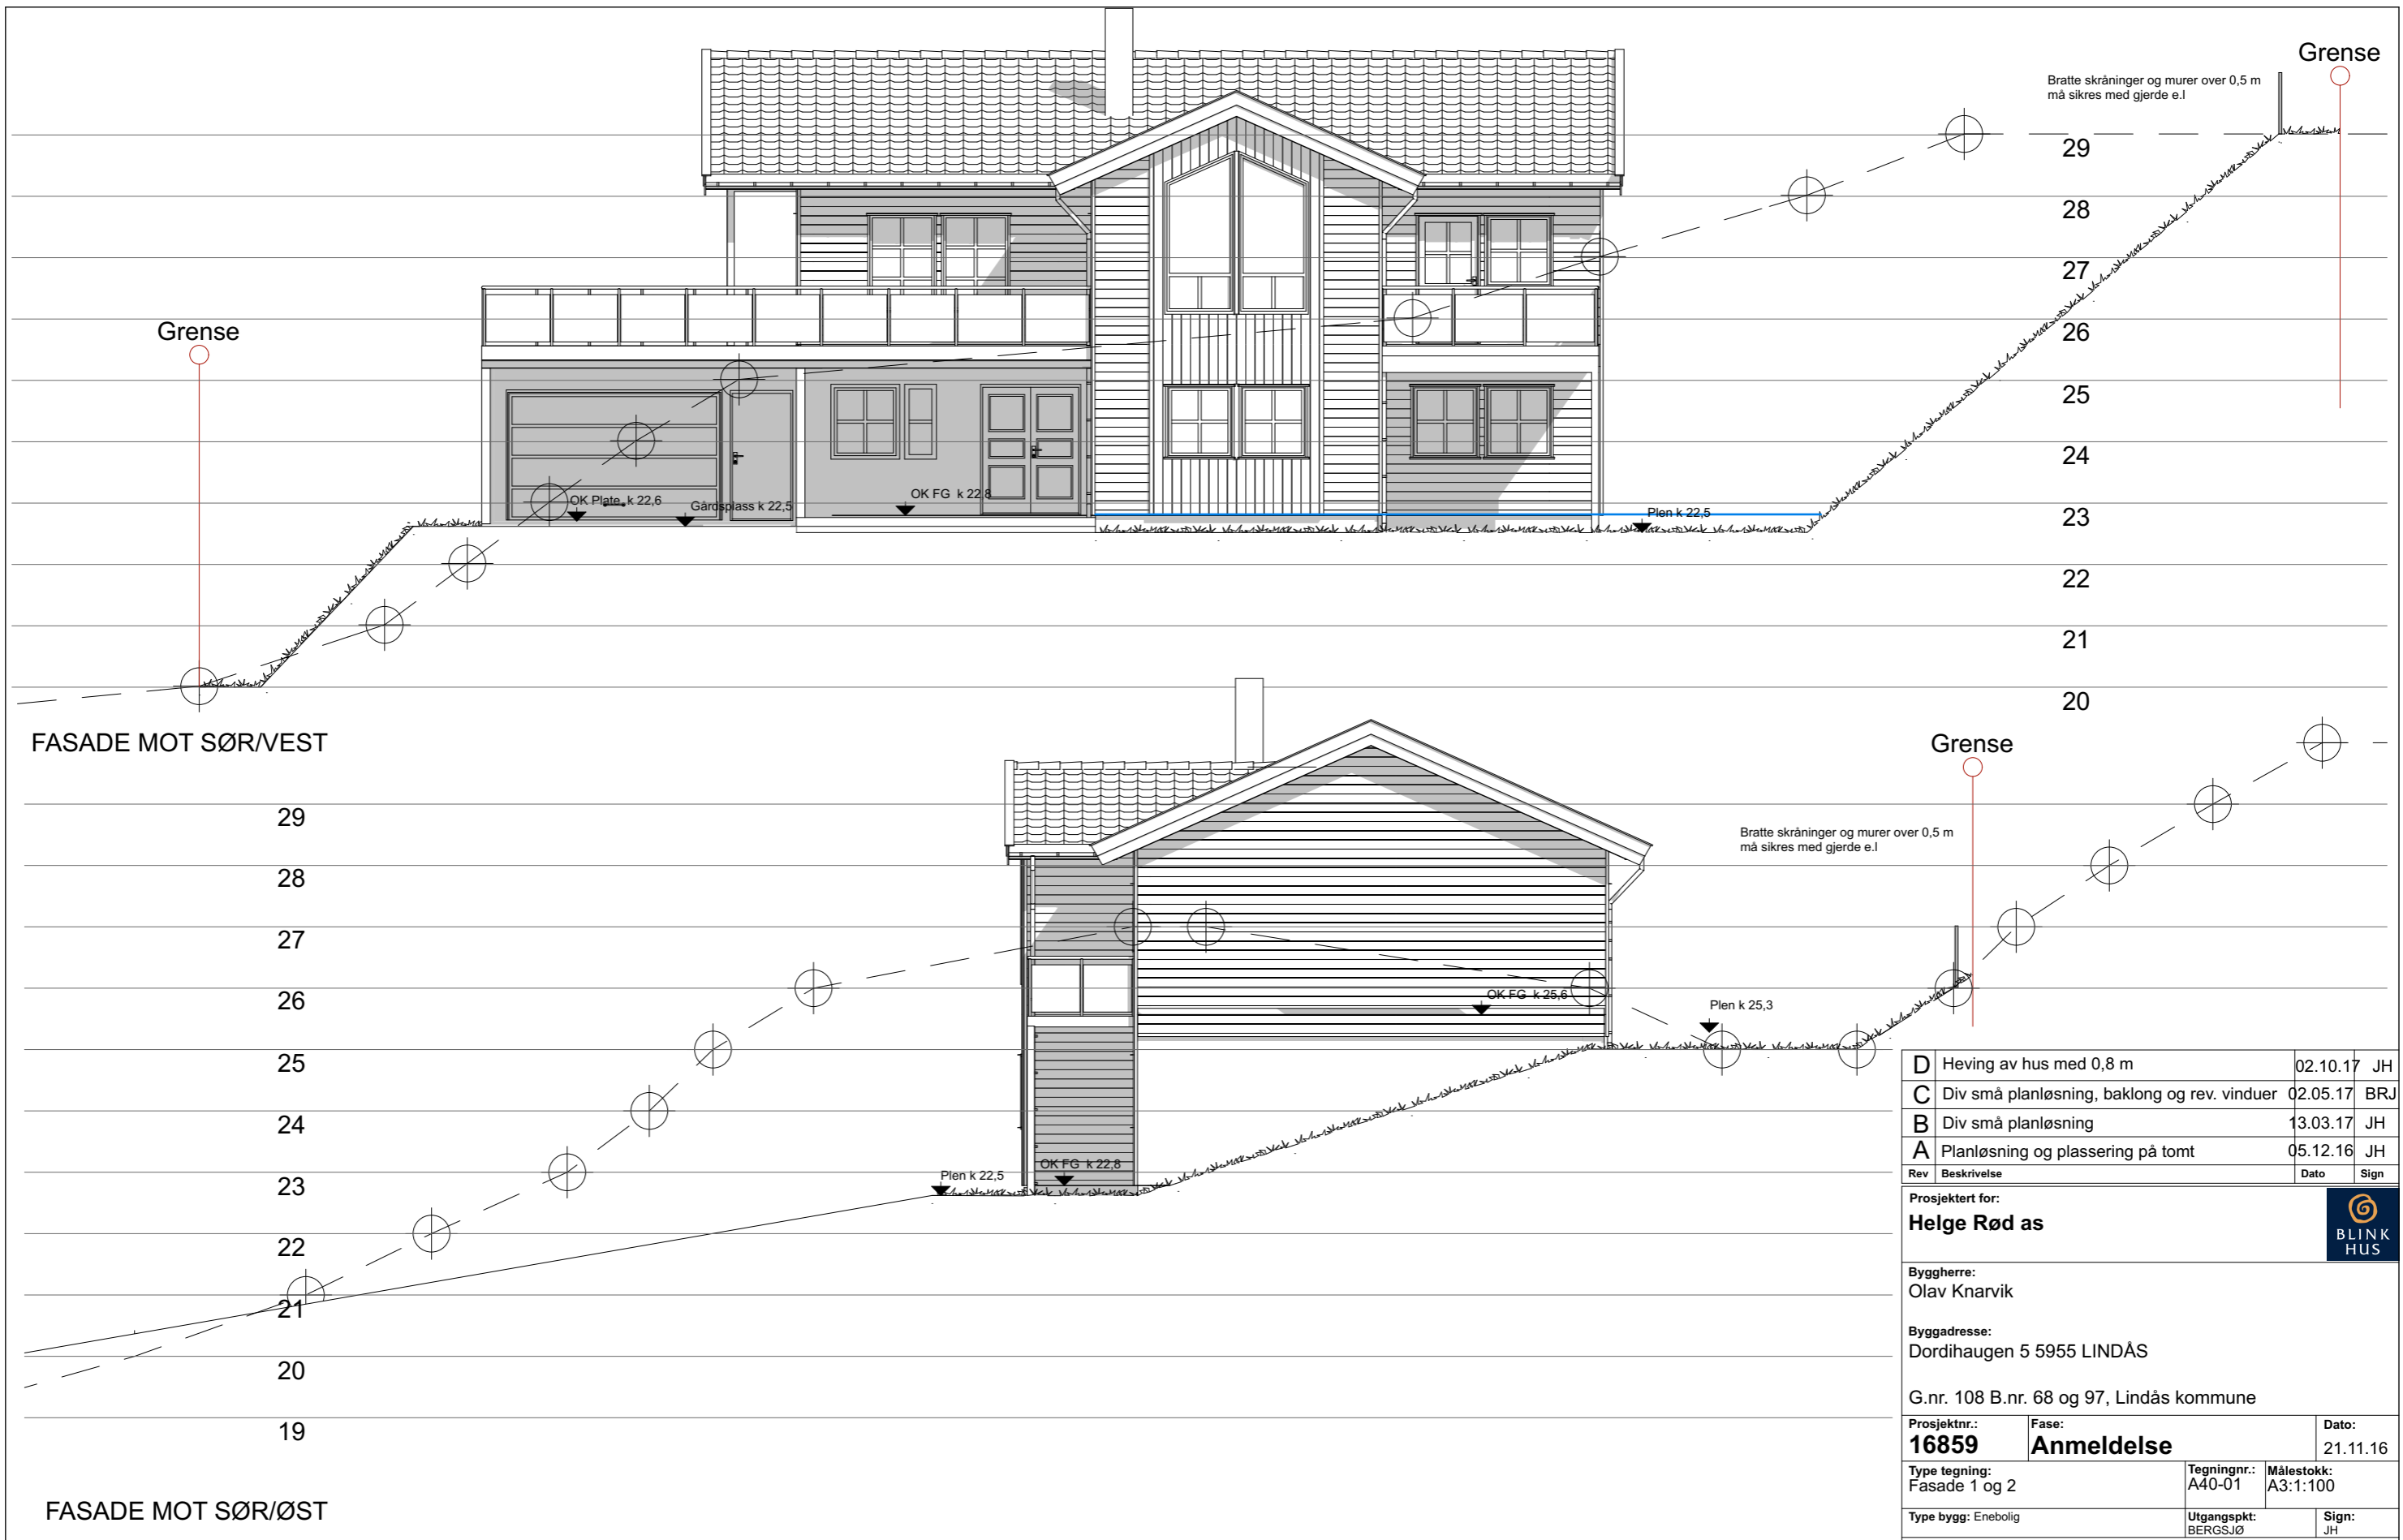 Grense
Bratte skråninger og murer over 0,5 m
må sikres med gjerde e.l
29
28
27
26
25
24
23
22
21
20
Grense
OK Plate k 22,6
Gårdsplass k 22,5
OK FG k 22,8
Plen k 22,5
FASADE MOT SØR/VEST
Grense
Bratte skråninger og murer over 0,5 m
må sikres med gjerde e.l
29
28
27
26
25
24
23
22
21
20
19
OK FG k 25,6
Plen k 25,3
Plen k 22,5
OK FG k 22,8
FASADE MOT SØR/ØST
D Heving av hus med 0,8 m 02.10.17 JH
C Div små planløsning, baklong og rev. vinduer 02.05.17 BRJ
B Div små planløsning 13.03.17 JH
A Planløsning og plassering på tomt 05.12.16 JH
Rev Beskrivelse Dato Sign
Prosjektert for:
Helge Rød as
BLINK
HUS
Byggherre:
Olav Knarvik
Byggadresse:
Dordihaugen 5 5955 LINDÅS
G.nr. 108 B.nr. 68 og 97, Lindås kommune
Prosjektnr.: Fase: Dato:
16859 Anmeldelse 21.11.16
Type tegning: Tegningnr.: Målestokk:
Fasade 1 og 2 A40-01 A3:1:100
Type bygg: Enebolig Utgangspkt: Sign:
BERGSJØ JH